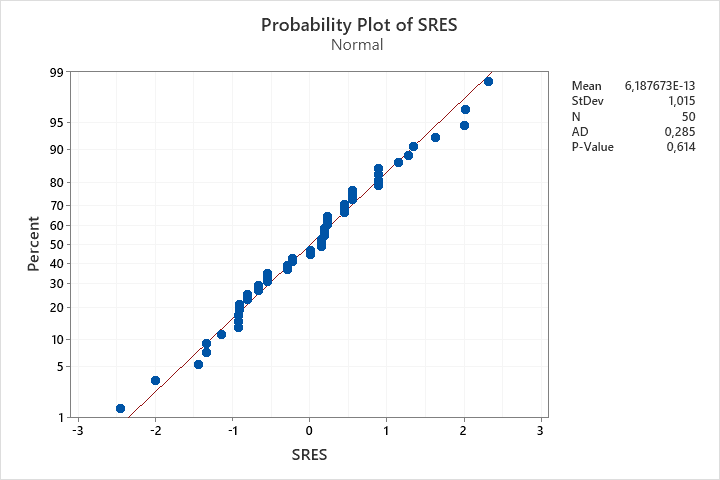 Probability Plot of SRES
Normal
Mean 6,187673E-13
StDev 1,015
N 50
AD 0,285
P-Value 0,614
99
95
90
80
70
60
50
40
30
20
10
5
1
Percent
-3 -2 -1 0 1 2 3
SRES